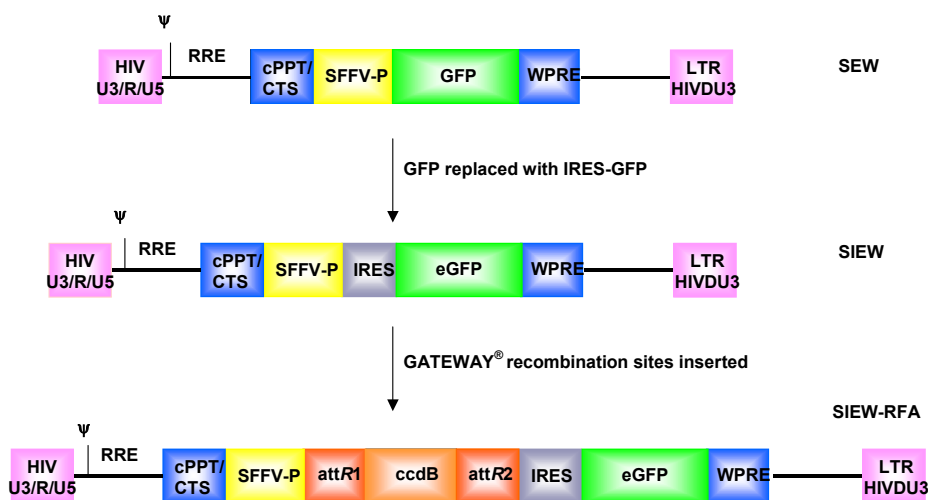 Ψ
RRE
HIV
U3/R/U5
cPPT/
CTS
SFFV-P
GFP
WPRE
LTR
HIVDU3
SEW
GFP replaced with IRES-GFP
Ψ
RRE
HIV
U3/R/U5
cPPT/
CTS
SFFV-P
IRES
eGFP
WPRE
LTR
HIVDU3
SIEW
GATEWAY® recombination sites inserted
SIEW-RFA
Ψ
RRE
HIV
U3/R/U5
cPPT/
CTS
SFFV-P
attR1
ccdB
attR2
IRES
eGFP
WPRE
LTR
HIVDU3